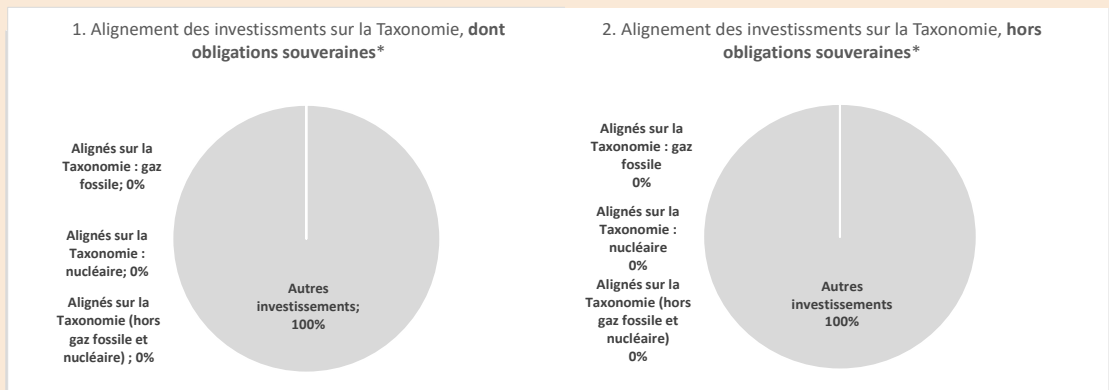 1. Alignement des investissments sur la Taxonomie, dont
obligations souveraines*
Alignés sur la
Taxonomie : gaz
fossile; 0%
Alignés sur la
Taxonomie :
nucléaire; 0%
Alignés sur la
Taxonomie (hors
gaz fossile et
nucléaire) ; 0%
Autres
investissements;
100%
2. Alignement des investissments sur la Taxonomie, hors
obligations souveraines*
Alignés sur la
Taxonomie : gaz
fossile
0%
Alignés sur la
Taxonomie :
nucléaire
0%
Alignés sur la
Taxonomie (hors
gaz fossile et
nucléaire)
0%
Autres
investissements
100%